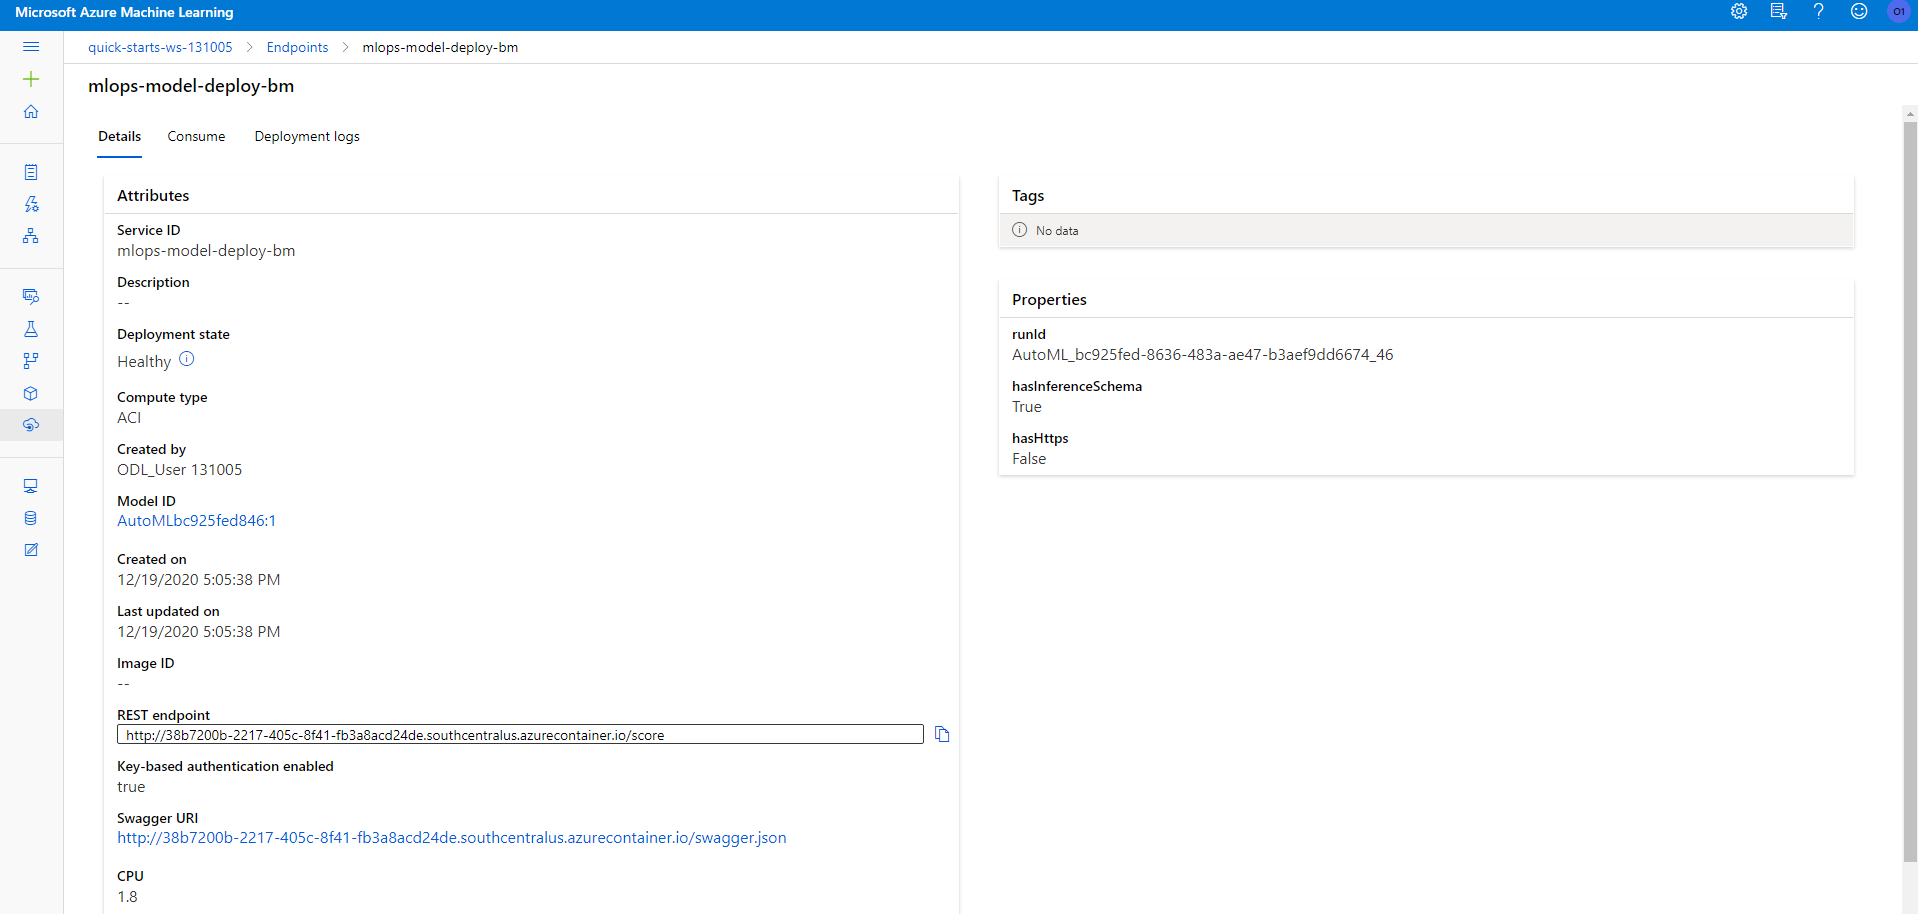 Microsoft Azure Machine Learning
O1
quick-starts-ws-131005 > Endpoints > mlops-model-deploy-bm
mlops-model-deploy-bm
Details Consume Deployment logs
Attributes
Service ID
mlops-model-deploy-bm
Description
--
Deployment state
Healthy
Compute type
ACI
Created by
ODL_User 131005
Model ID
AutoMLbc925fed846:1
Created on
12/19/2020 5:05:38 PM
Last updated on
12/19/2020 5:05:38 PM
Image ID
--
REST endpoint
http://38b7200b-2217-405c-8f41-fb3a8acd24de.southcentralus.azurecontainer.io/score
Key-based authentication enabled
true
Swagger URI
http://38b7200b-2217-405c-8f41-fb3a8acd24de.southcentralus.azurecontainer.io/swagger.json
CPU
1.8
Tags
No data
Properties
runId
AutoML_bc925fed-8636-483a-ae47-b3aef9dd6674_46
hasInferenceSchema
True
hasHttps
False